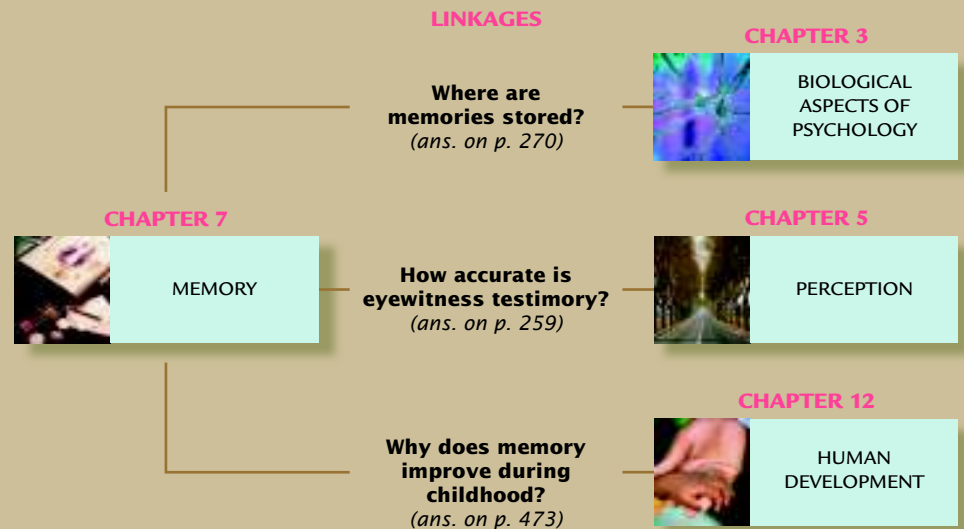 LINKAGES
CHAPTER 3
Where are
memories stored?
(ans. on p. 270)
BIOLOGICAL
ASPECTS OF
PSYCHOLOGY
CHAPTER 7
MEMORY
CHAPTER 5
How accurate is
eyewitness testimory?
(ans. on p. 259)
PERCEPTION
CHAPTER 12
Why does memory
improve during
childhood?
(ans. on p. 473)
HUMAN
DEVELOPMENT